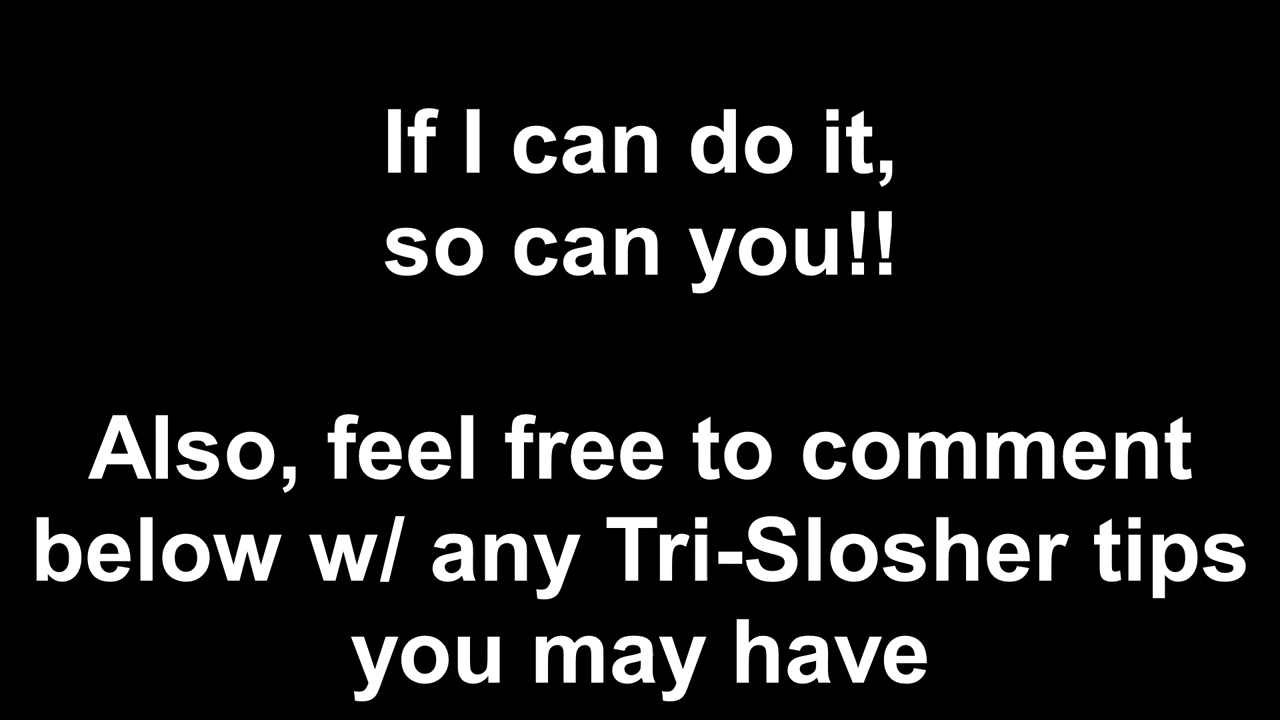 If I can do it,
so can you!!
Also, feel free to comment
below w/ any Tri-Slosher tips
you may have